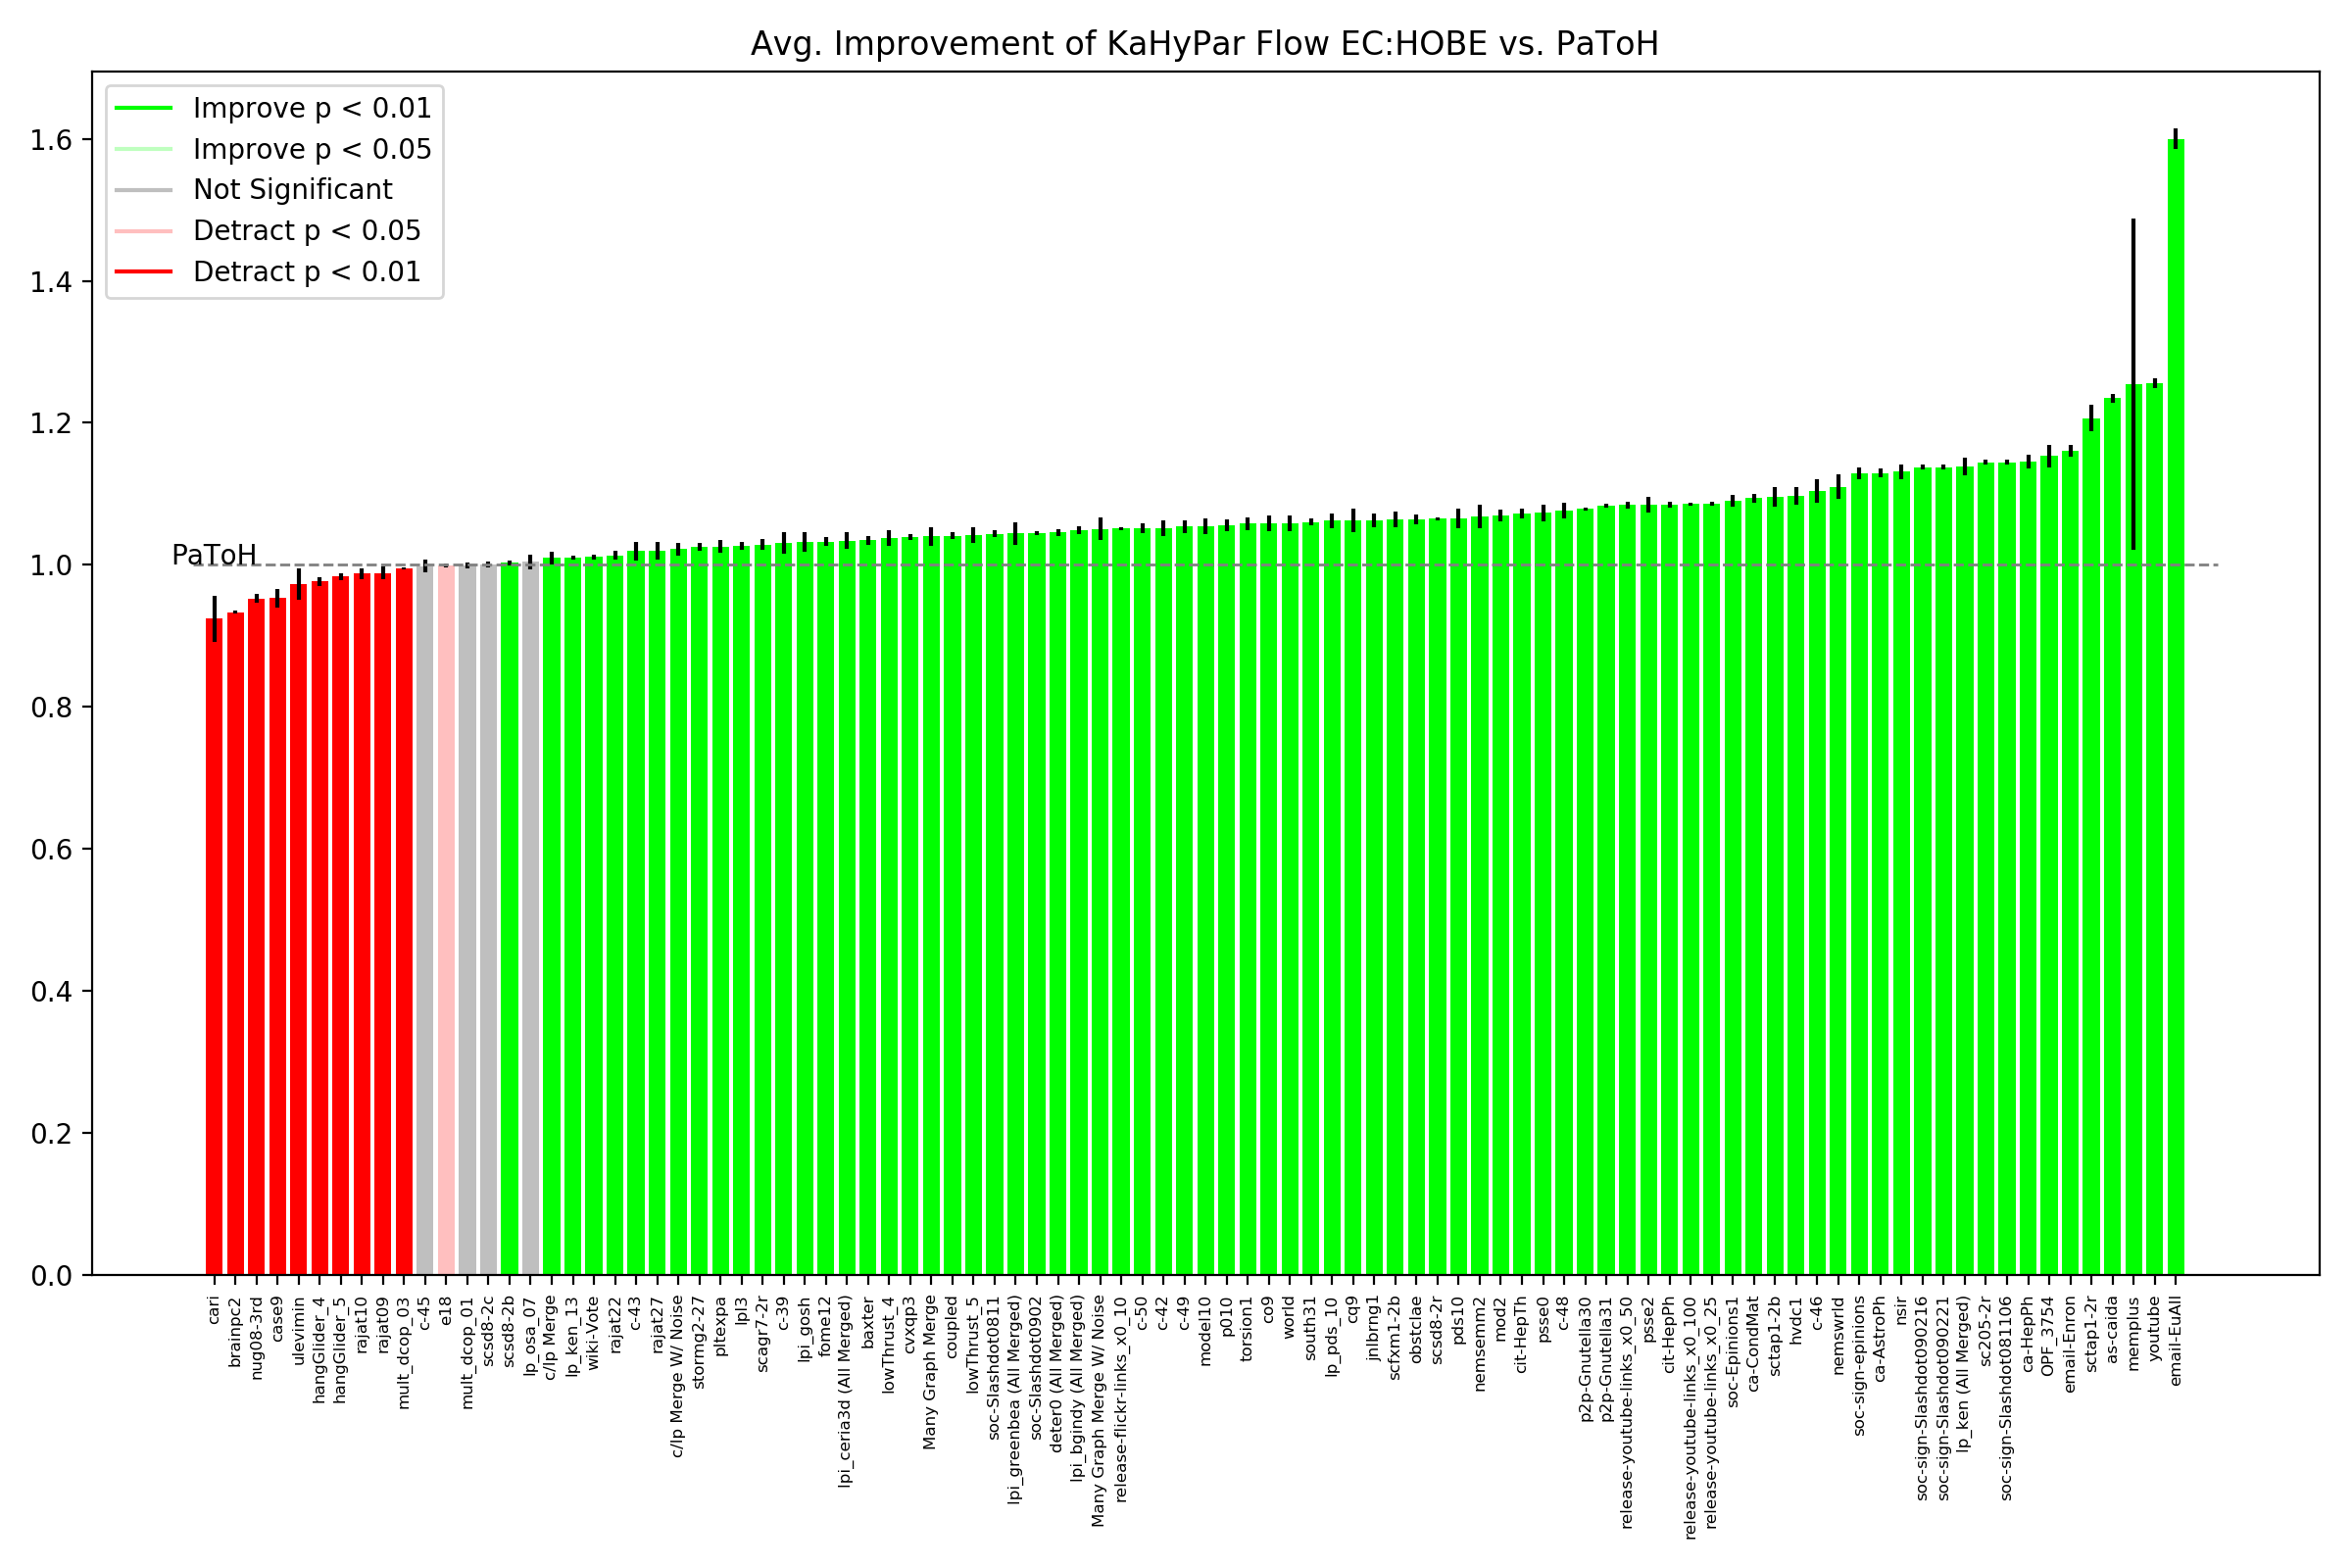 Avg. Improvement of KaHyPar Flow EC:HOBE vs. PaToH
Improve p < 0.01
Improve p < 0.05
Not Significant
Detract p < 0.05
Detract p < 0.01
1.6
1.4
1.2
1.0
0.8
0.6
0.4
0.2
0.0
PaToH
cari
brainpc2
nug08-3rd
case9
ulevimin
hangGlider_4
hangGlider_5
rajat10
rajat09
mult_dcop_03
c-45
e18
mult_dcop_01
scsd8-2c
scsd8-2b
lp_osa_07
c/lp Merge
lp_ken_13
wiki-Vote
rajat22
c-43
rajat27
c/lp Merge W/ Noise
stormg2-27
pltexpa
lpl3
scagr7-2r
c-39
lpi_gosh
fome12
lpi_ceria3d (All Merged)
baxter
lowThrust_4
cvxqp3
Many Graph Merge
coupled
lowThrust_5
soc-Slashdot0811
lpi_greenbea (All Merged)
soc-Slashdot0902
deter0 (All Merged)
lpi_bgindy (All Merged)
Many Graph Merge W/ Noise
release-flickr-links_x0_10
c-50
c-42
c-49
model10
p010
torsion1
co9
world
south31
lp_pds_10
cq9
jnlbrng1
scfxm1-2b
obstclae
scsd8-2r
pds10
nemsemm2
mod2
cit-HepTh
psse0
c-48
p2p-Gnutella30
p2p-Gnutella31
release-youtube-links_x0_50
psse2
cit-HepPh
release-youtube-links_x0_100
release-youtube-links_x0_25
soc-Epinions1
ca-CondMat
sctap1-2b
hvdc1
c-46
nemswrld
soc-sign-epinions
ca-AstroPh
nsir
soc-sign-Slashdot090216
soc-sign-Slashdot090221
lp_ken (All Merged)
sc205-2r
soc-sign-Slashdot081106
ca-HepPh
OPF_3754
email-Enron
sctap1-2r
as-caida
memplus
youtube
email-EuAll